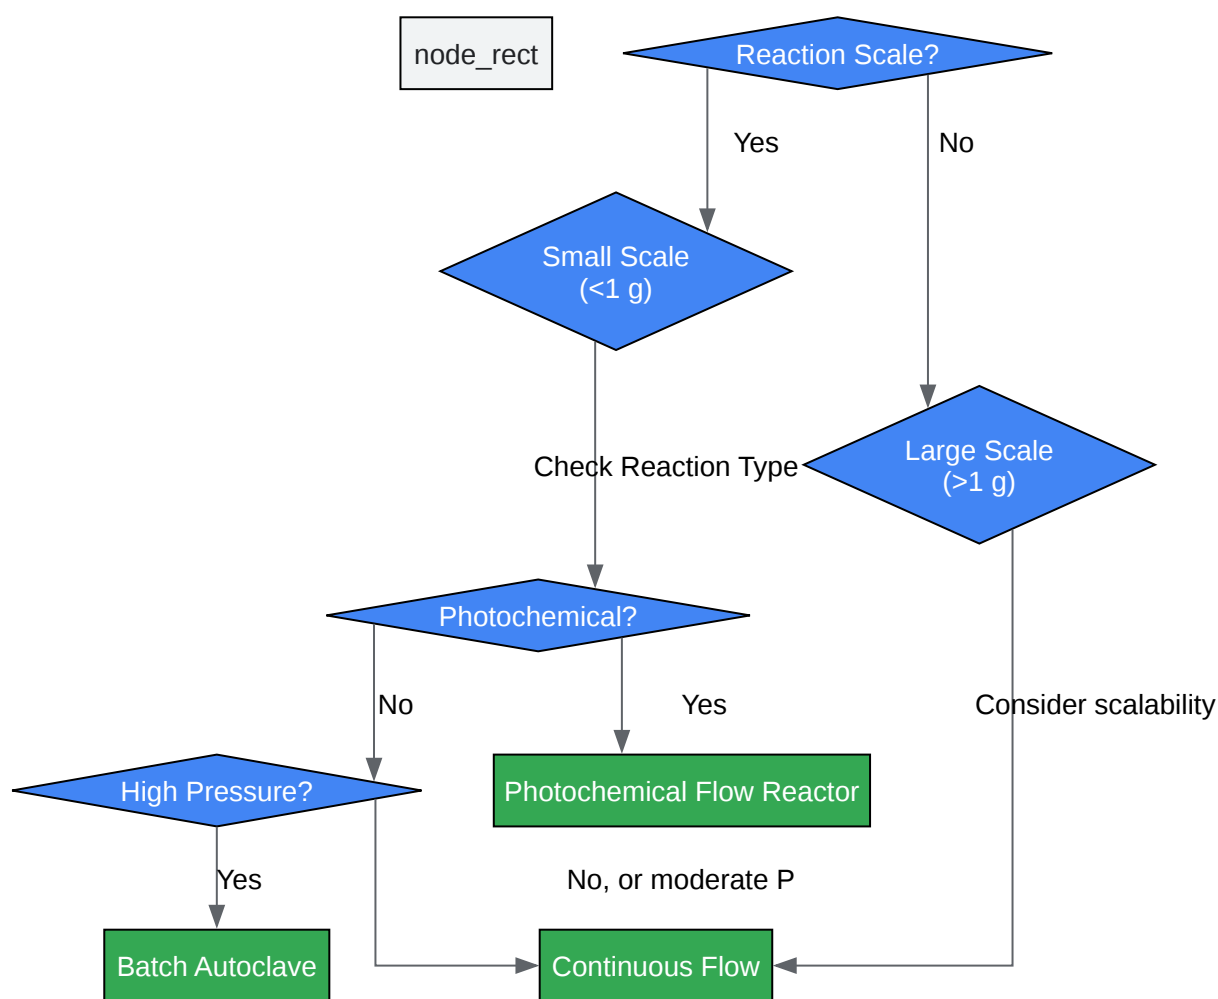 node_rect
Reaction Scale?
Yes
No
Small Scale
(<1 g)
Large Scale
(>1 g)
Check Reaction Type
Photochemical?
No
Yes
Consider scalability
High Pressure?
Photochemical Flow Reactor
Yes
No, or moderate P
Batch Autoclave
Continuous Flow